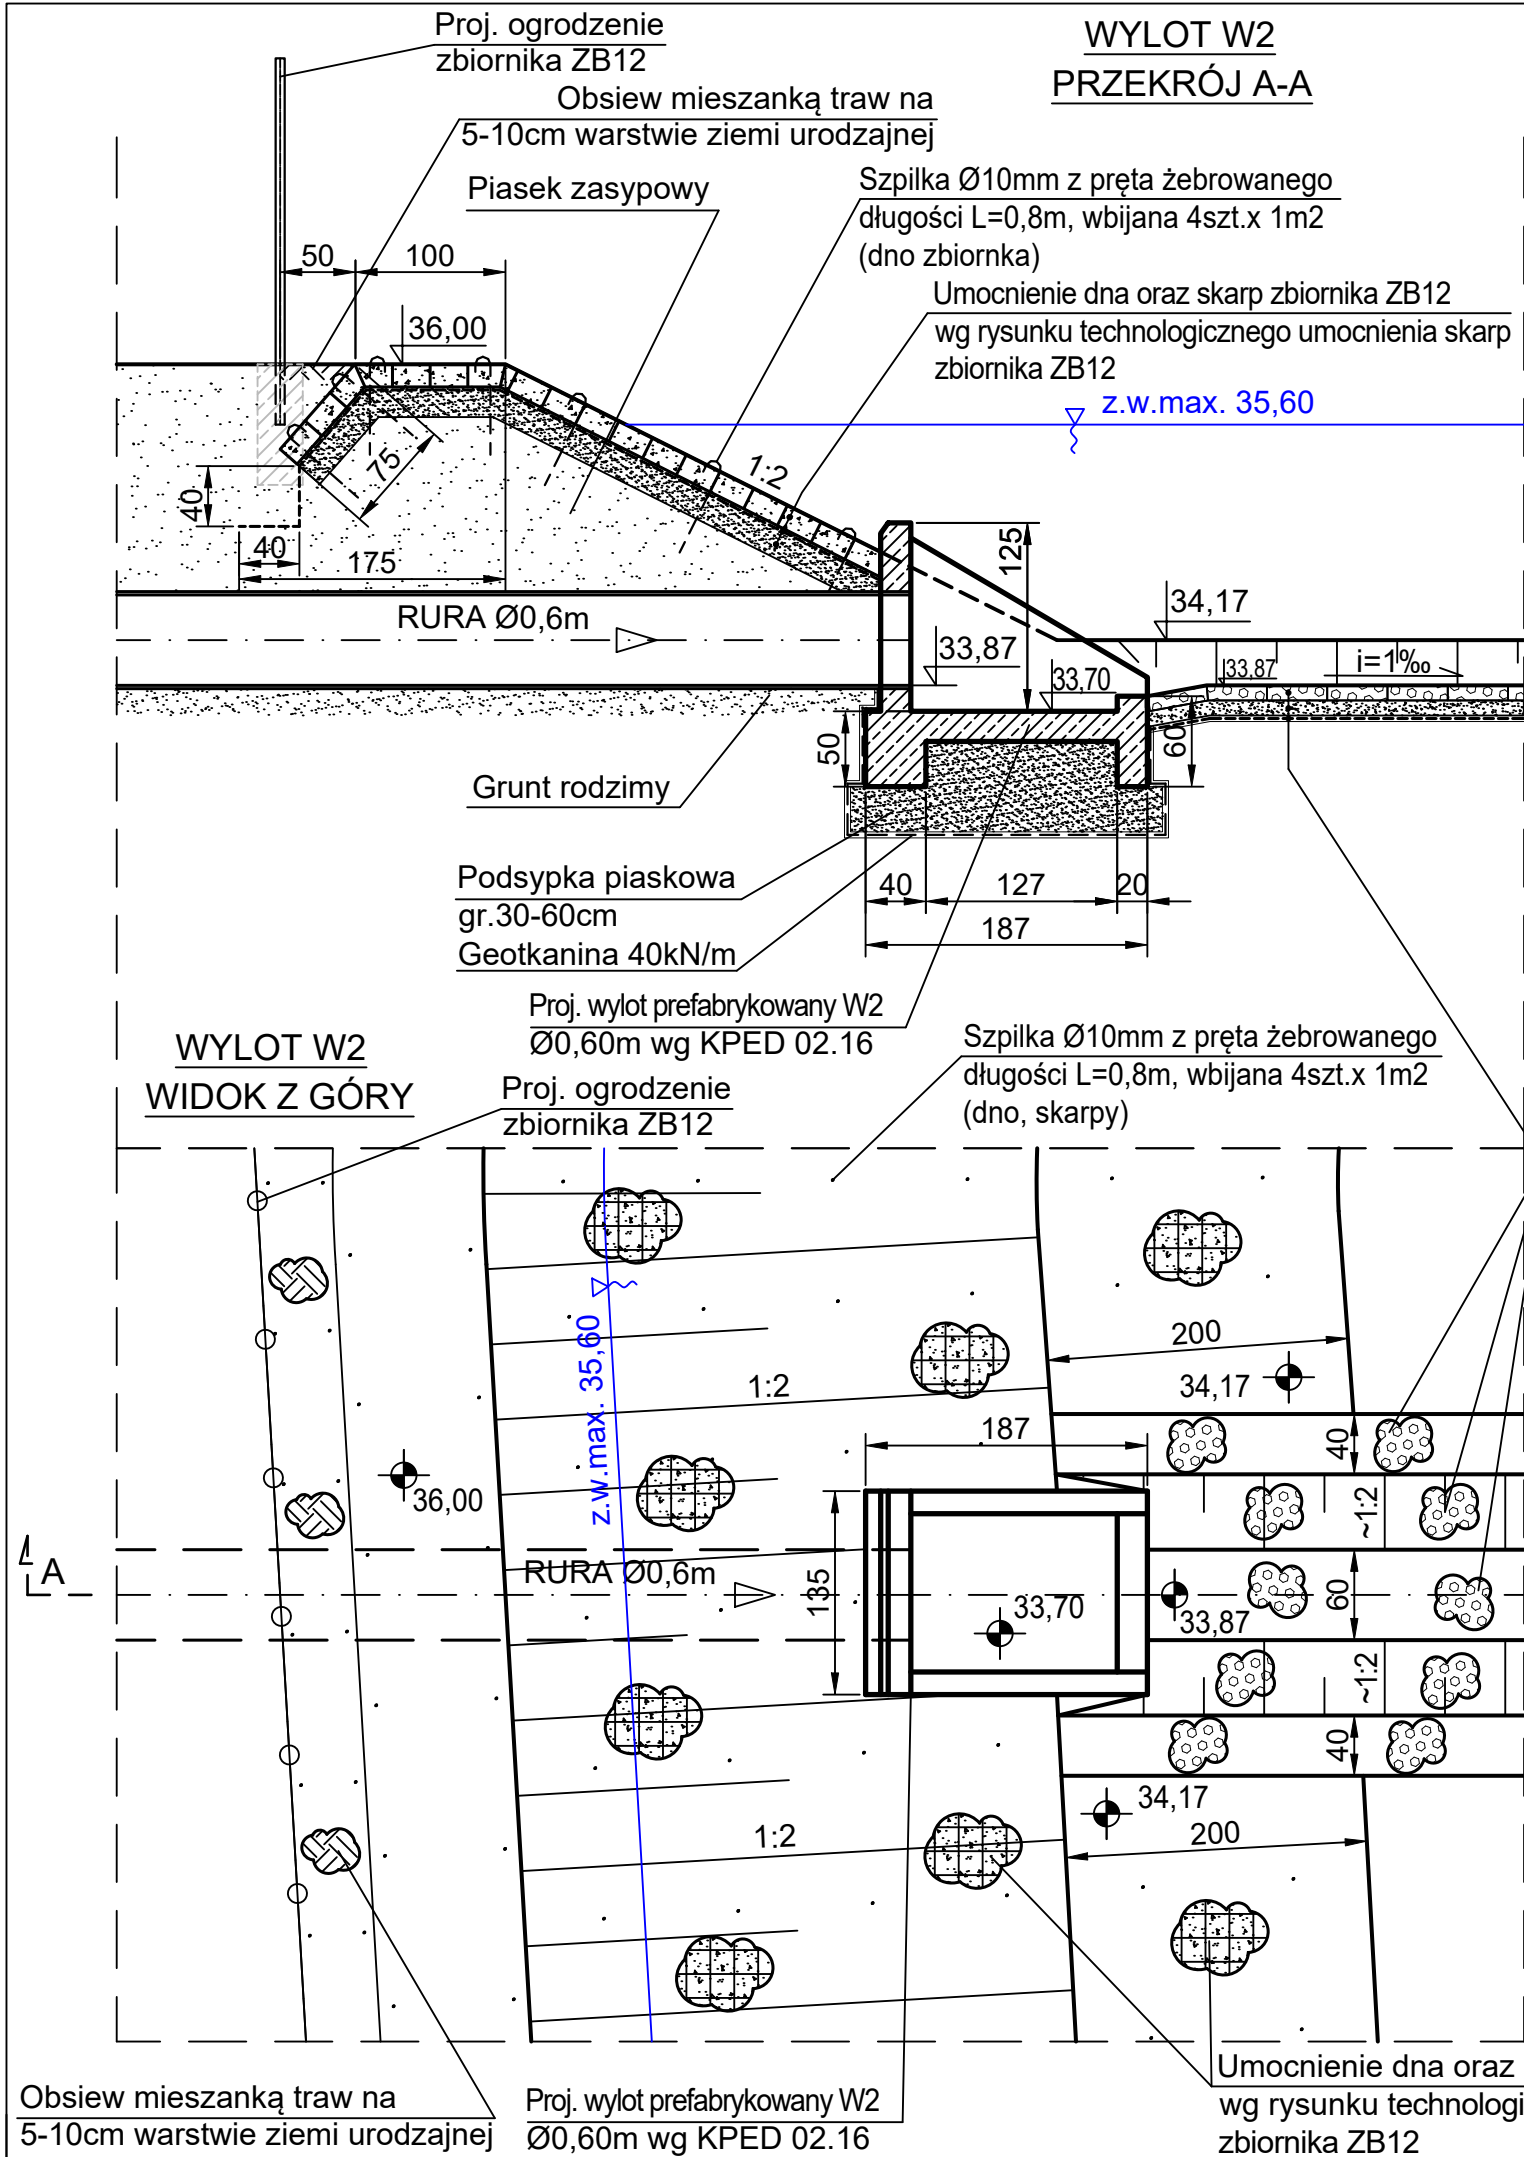 Proj. ogrodzenie
zbiornika ZB12
WYLOT W2
PRZEKRÓJ A-A
Obsiew mieszanką traw na
5-10cm warstwie ziemi urodzajnej
Piasek zasypowy
Szpilka Ø10mm z pręta żebrowanego
długości L=0,8m, wbijana 4szt.x 1m2
(dno zbiornka)
50
100
36,00
Umocnienie dna oraz skarp zbiornika ZB12
wg rysunku technologicznego umocnienia skarp
zbiornika ZB12
z.w.max. 35,60
75
1:2
40
40
175
125
RURA Ø0,6m
34,17
33,87
33,70
33,87
i=1‰
50
60
Grunt rodzimy
Podsypka piaskowa
gr.30-60cm
Geotkanina 40kN/m
40
127
20
187
Proj. wylot prefabrykowany W2
Ø0,60m wg KPED 02.16
WYLOT W2
WIDOK Z GÓRY
Szpilka Ø10mm z pręta żebrowanego
długości L=0,8m, wbijana 4szt.x 1m2
(dno, skarpy)
Proj. ogrodzenie
zbiornika ZB12
z.w.max. 35,60
200
1:2
34,17
187
40
36,00
~1:2
A
RURA Ø0,6m
135
33,70
33,87
60
~1:2
40
34,17
200
1:2
Obsiew mieszanką traw na
5-10cm warstwie ziemi urodzajnej
Proj. wylot prefabrykowany W2
Ø0,60m wg KPED 02.16
Umocnienie dna oraz
wg rysunku technologi
zbiornika ZB12